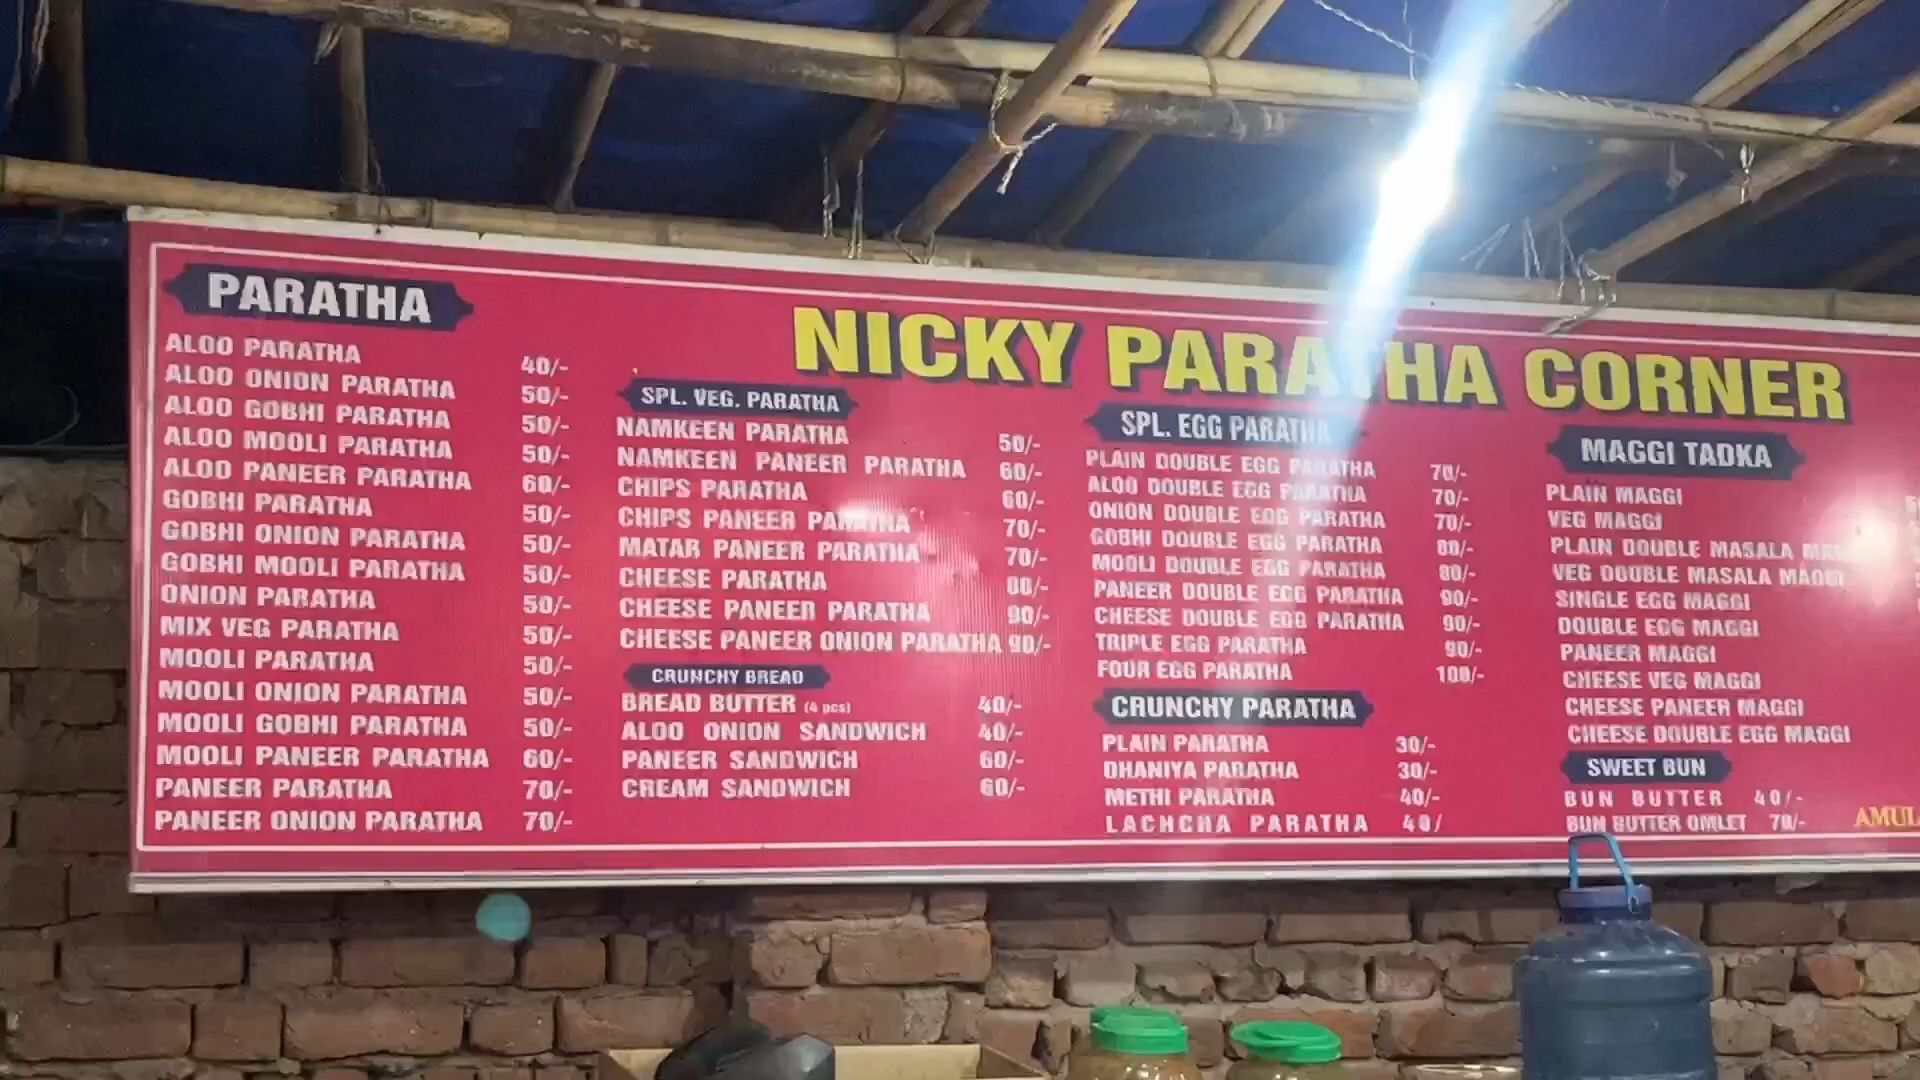 NICKY PARATHA CORNER
PARATHA
ALOO PARATHA 40/-
ALOO ONION PARATHA 50/-
ALOO GOBHI PARATHA 50/-
ALOO MOOLI PARATHA 50/-
ALOO PANEER PARATHA 60/-
GOBHI PARATHA 50/-
GOBHI ONION PARATHA 50/-
GOBHI MOOLI PARATHA 50/-
ONION PARATHA 50/-
MIX VEG PARATHA 50/-
MOOLI PARATHA 50/-
MOOLI ONION PARATHA 50/-
MOOLI GOBHI PARATHA 50/-
MOOLI PANEER PARATHA 60/-
PANEER PARATHA 70/-
PANEER ONION PARATHA 70/-
SPL. VEG. PARATHA
NAMKEEN PARATHA 50/-
NAMKEEN PANEER PARATHA 60/-
CHIPS PARATHA 60/-
CHIPS PANEER PARATHA 70/-
MATAR PANEER PARATHA 70/-
CHEESE PARATHA 80/-
CHEESE PANEER PARATHA 90/-
CHEESE PANEER ONION PARATHA 90/-
CRUNCHY BREAD
BREAD BUTTER (4 pcs) 40/-
ALOO ONION SANDWICH 40/-
PANEER SANDWICH 60/-
CREAM SANDWICH 60/-
SPL. EGG PARATHA
PLAIN DOUBLE EGG PARATHA 70/-
ALOO DOUBLE EGG PARATHA 70/-
ONION DOUBLE EGG PARATHA 70/-
GOBHI DOUBLE EGG PARATHA 80/-
MOOLI DOUBLE EGG PARATHA 80/-
PANEER DOUBLE EGG PARATHA 90/-
CHEESE DOUBLE EGG PARATHA 90/-
TRIPLE EGG PARATHA 90/-
FOUR EGG PARATHA 100/-
CRUNCHY PARATHA
PLAIN PARATHA 30/-
DHANIYA PARATHA 30/-
METHI PARATHA 40/-
LACHCHA PARATHA 40/
MAGGI TADKA
PLAIN MAGGI
VEG MAGGI
PLAIN DOUBLE MASALA
VEG DOUBLE MASALA MAGGI
SINGLE EGG MAGGI
DOUBLE EGG MAGGI
PANEER MAGGI
CHEESE VEG MAGGI
CHEESE PANEER MAGGI
CHEESE DOUBLE EGG MAGGI
SWEET BUN
BUN BUTTER 40/-
BUN BUTTER OMLET 70/-
AMUL